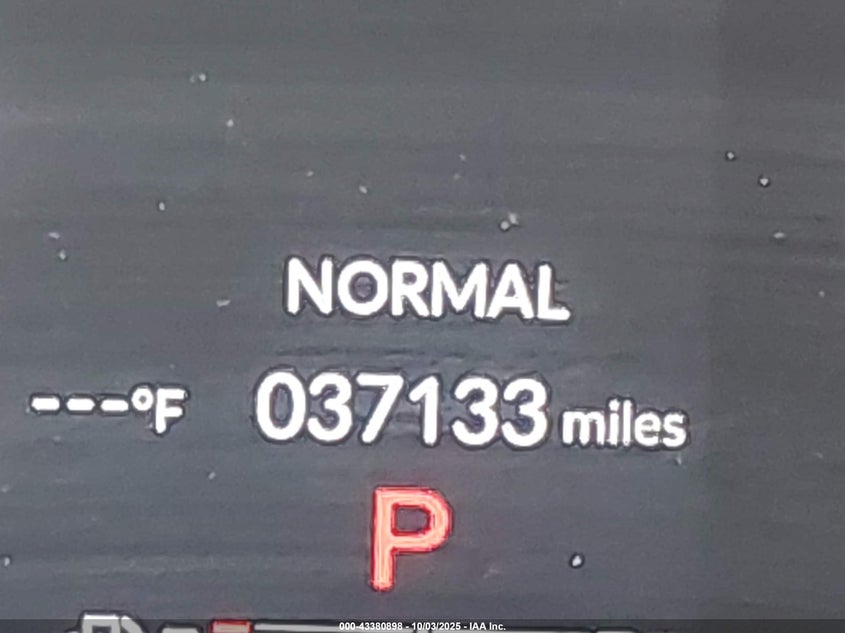 NORMAL
---°F 037133 miles
P
000-43380898 - 10/03/2025 - IAA Inc.